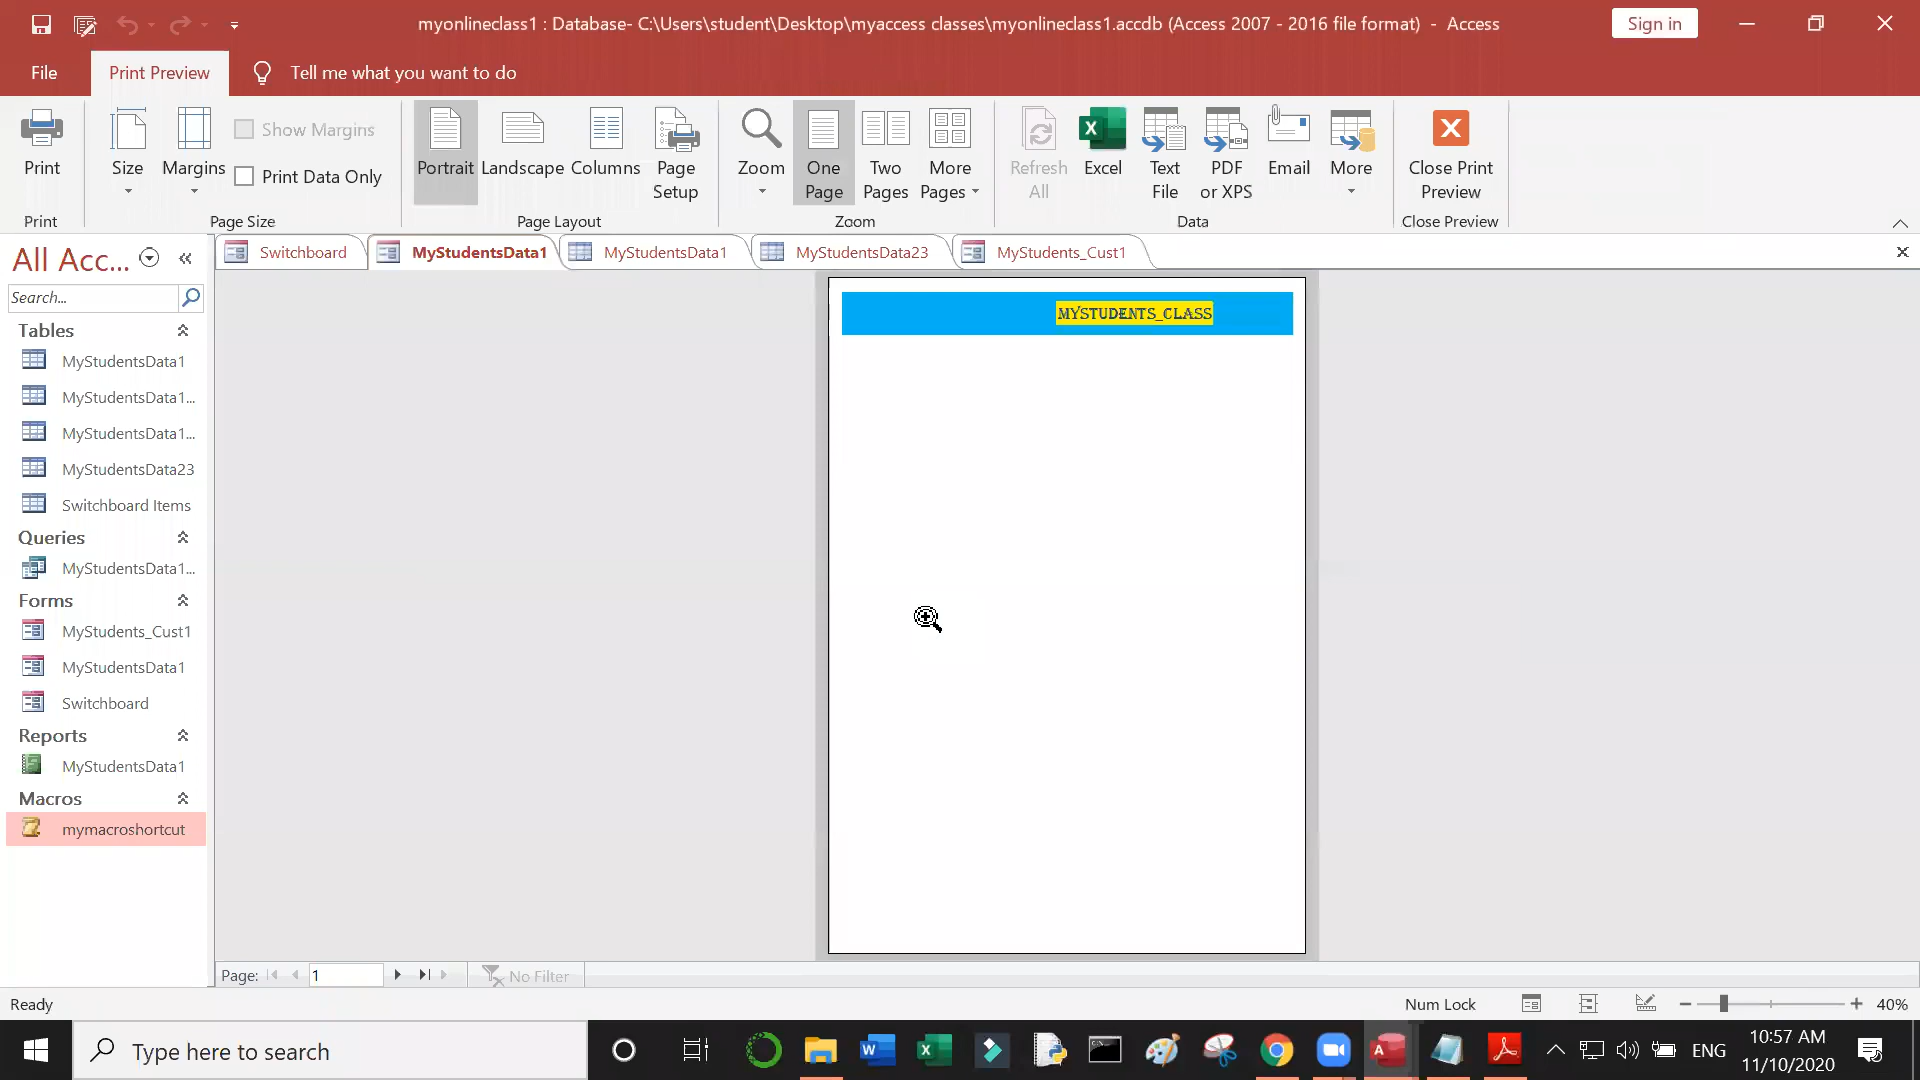 myonlineclass1 : Database- C:\Users\student\Desktop\myaccess classes\myonlineclass1.accdb (Access 2007 - 2016 file format) - Access
Sign in
File
Print Preview
Tell me what you want to do
Print
Size
Margins
Show Margins
Print Data Only
Portrait
Landscape
Columns
Page Setup
Zoom
One Page
Two Pages
More Pages
Refresh All
Excel
Text File
PDF or XPS
Email
More
Close Print Preview
Print
Page Size
Page Layout
Zoom
Data
Close Preview
All Acc...
Switchboard
MyStudentsData1
MyStudentsData1
MyStudentsData23
MyStudents_Cust1
Search...
Tables
MyStudentsData1
MyStudentsData1...
MyStudentsData1...
MyStudentsData23
Switchboard Items
Queries
MyStudentsData1...
Forms
MyStudents_Cust1
MyStudentsData1
Switchboard
Reports
MyStudentsData1
Macros
mymacroshortcut
MYSTUDENTS_CLASS
Page: 1
No Filter
Ready
Num Lock
40%
Type here to search
ENG
10:57 AM
11/10/2020